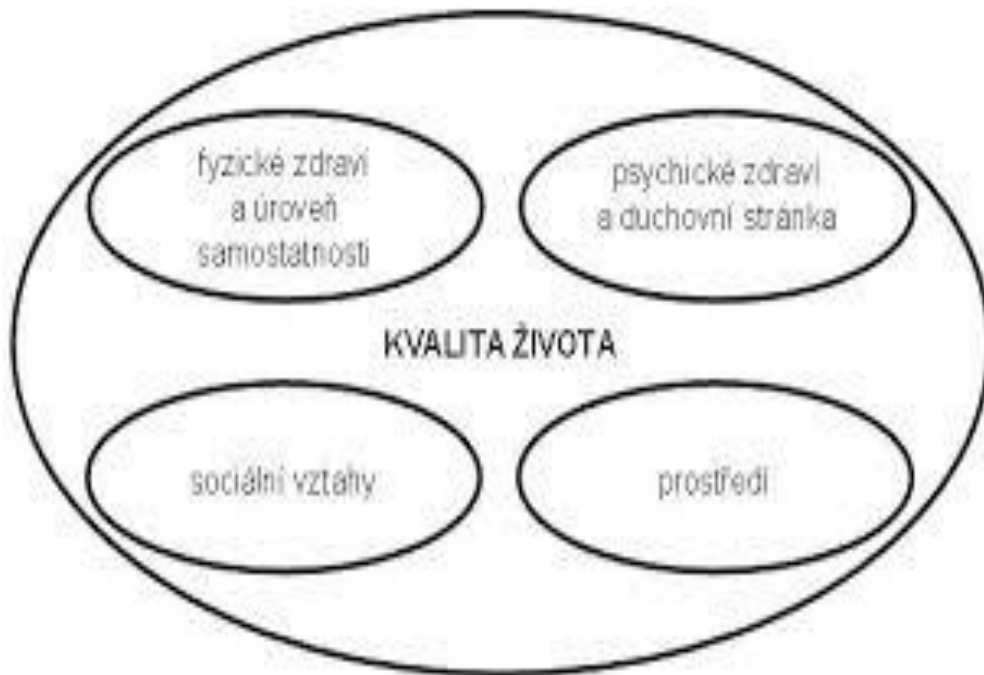 fyzické zdraví
a úroveň
samostatnosti
psychické zdraví
a duchovní stránka
KVALITA ŽIVOTA
sociální vztahy
prostředí